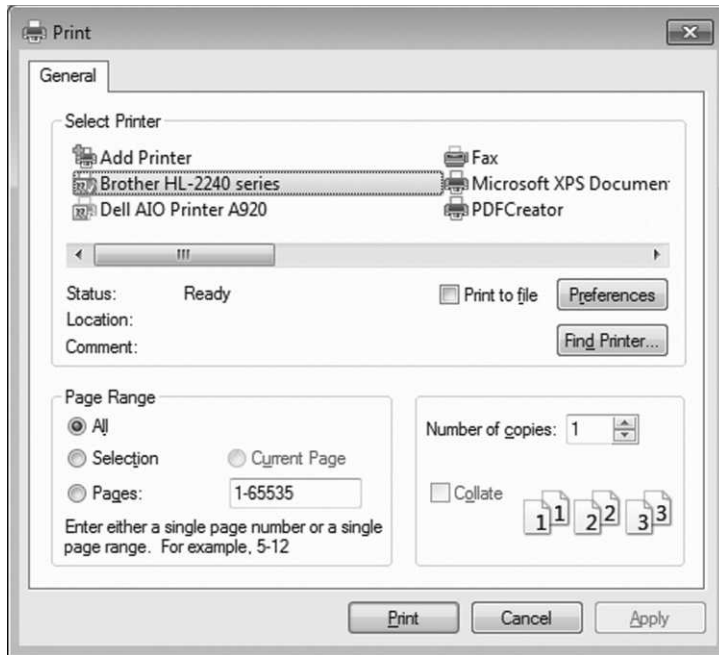 Print
General
Select Printer
Add Printer
Brother HL-2240 series
Dell AIO Printer A920
Fax
Microsoft XPS Documen
PDFCreator
Status: Ready
Location:
Comment:
Print to file
Preferences
Find Printer...
Page Range
All
Selection
Current Page
Pages: 1-65535
Enter either a single page number or a single
page range. For example, 5-12
Number of copies: 1
Collate
1 1 2 2 3 3
Print
Cancel
Apply